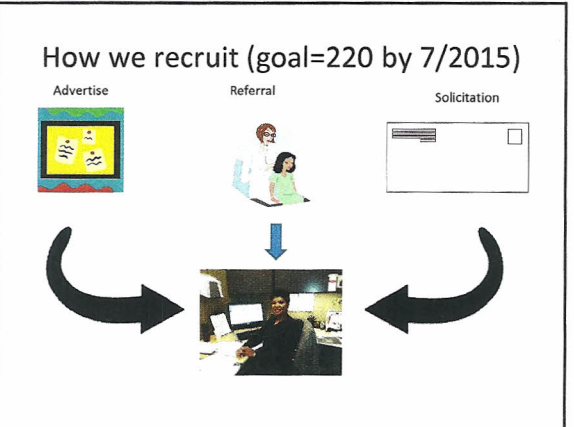 How we recruit (goal=220 by 7/2015)
Advertise
Referral
Solicitation